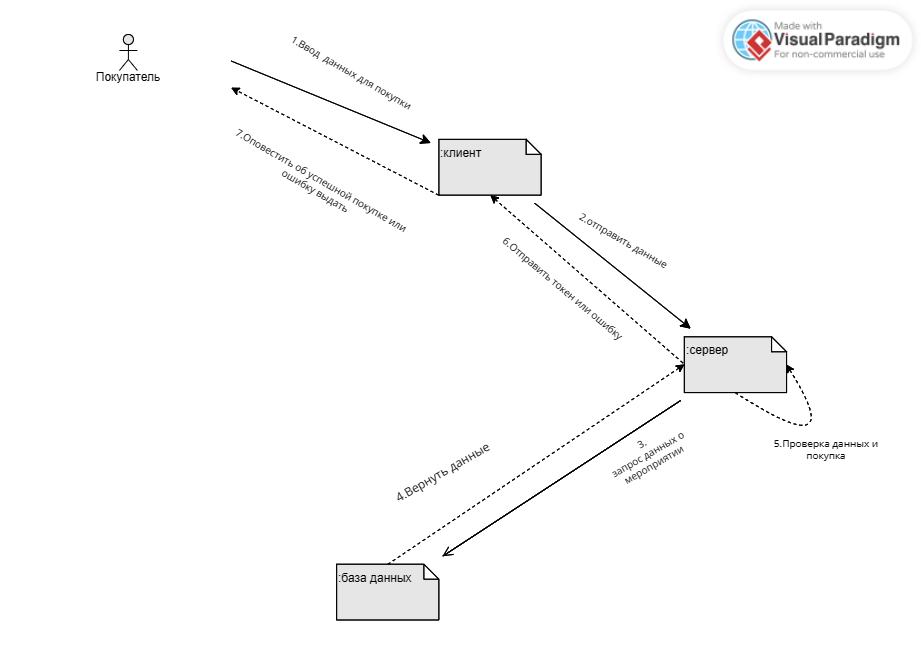 Made with
VisualParadigm
For non-commercial use
Покупатель
1.Ввод данных для покупки
7.Оповестить об успешной покупке или
ошибку выдать
:клиент
2.отправить данные
6.Отправить токен или ошибку
:сервер
5.Проверка данных и
покупка
3.
запрос данных о
мероприятии
4.Вернуть данные
:база данных